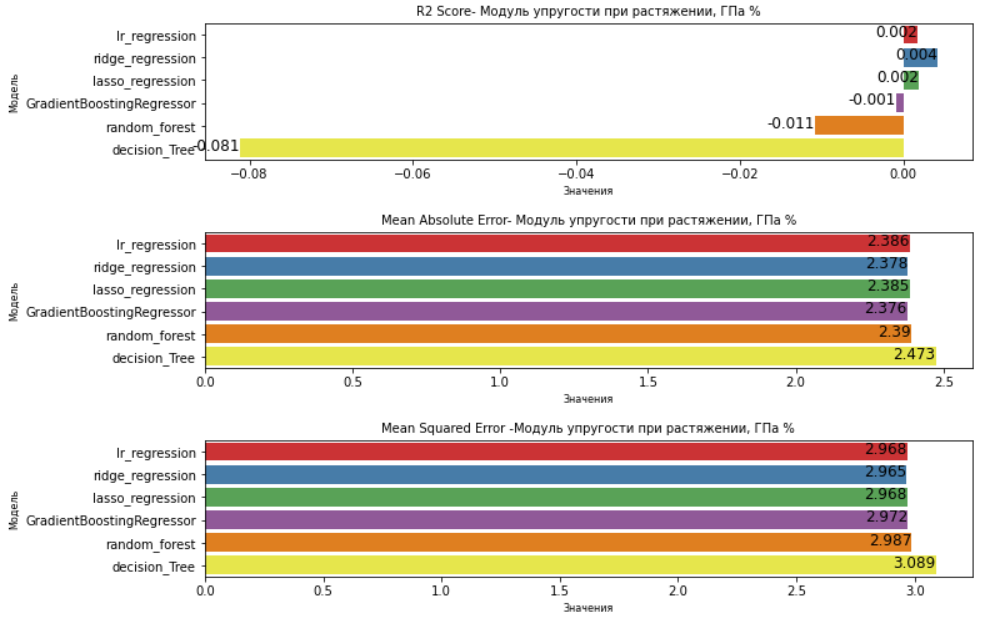 R2 Score- Модуль упругости при растяжении, ГПа %
Модель
lr_regression
0.002
ridge_regression
0.004
lasso_regression
0.002
GradientBoostingRegressor
-0.001
random_forest
-0.011
decision_Tree
-0.081
−0.08 −0.06 −0.04 −0.02 0.00
Значения
Mean Absolute Error- Модуль упругости при растяжении, ГПа %
Модель
lr_regression
2.386
ridge_regression
2.378
lasso_regression
2.385
GradientBoostingRegressor
2.376
random_forest
2.39
decision_Tree
2.473
0.0 0.5 1.0 1.5 2.0 2.5
Значения
Mean Squared Error -Модуль упругости при растяжении, ГПа %
Модель
lr_regression
2.968
ridge_regression
2.965
lasso_regression
2.968
GradientBoostingRegressor
2.972
random_forest
2.987
decision_Tree
3.089
0.0 0.5 1.0 1.5 2.0 2.5 3.0
Значения